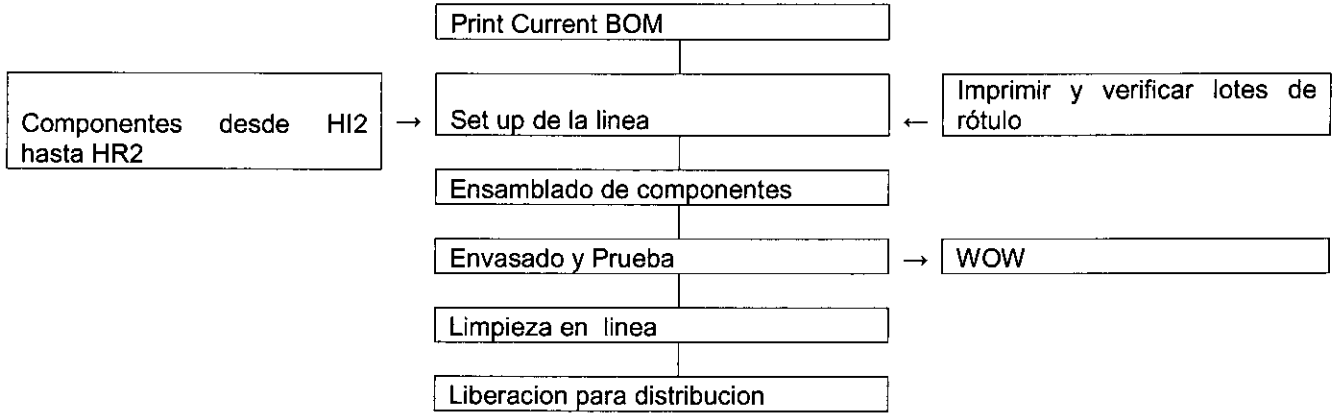 Print Current BOM
Componentes desde HI2
hasta HR2
→
Set up de la linea
←
Imprimir y verificar lotes de
rótulo
Ensamblado de componentes
Envasado y Prueba
→
WOW
Limpieza en linea
Liberacion para distribucion